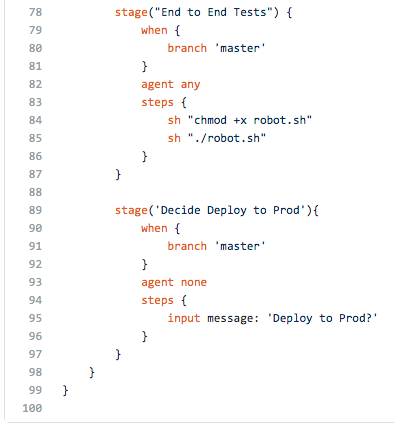 78 stage("End to End Tests") {
79 when {
80 branch 'master'
81 }
82 agent any
83 steps {
84 sh "chmod +x robot.sh"
85 sh "./robot.sh"
86 }
87 }
88
89 stage('Decide Deploy to Prod'){
90 when {
91 branch 'master'
92 }
93 agent none
94 steps {
95 input message: 'Deploy to Prod?'
96 }
97 }
98 }
99 }
100